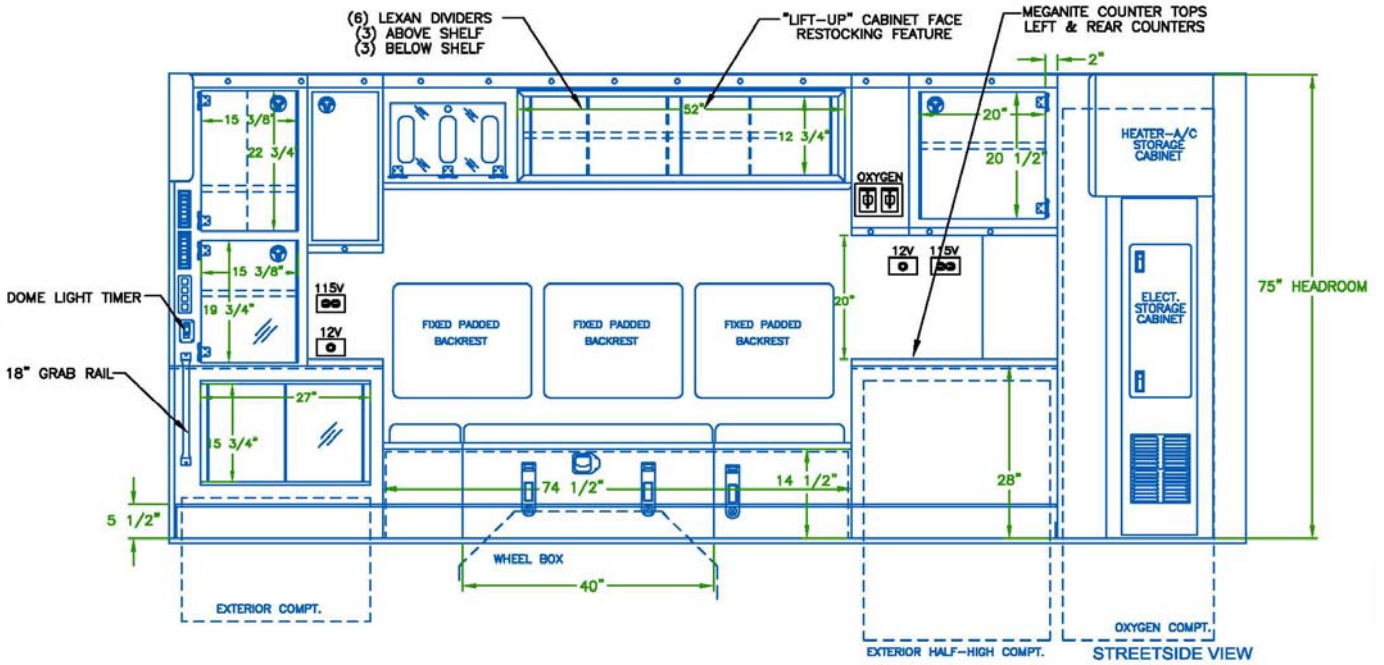 (6) LEXAN DIVIDERS
(3) ABOVE SHELF
(3) BELOW SHELF
"LIFT-UP" CABINET FACE
RESTOCKING FEATURE
MEGANITE COUNTER TOPS
LEFT & REAR COUNTERS
2"
15 3/8"
22 3/4"
52"
12 3/4"
20"
20 1/2"
HEATER-A/C
STORAGE
CABINET
OXYGEN
12V
115V
15 3/8"
19 3/4"
DOME LIGHT TIMER
115V
12V
FIXED PADDED
BACKREST
FIXED PADDED
BACKREST
FIXED PADDED
BACKREST
20"
ELECT.
STORAGE
CABINET
75" HEADROOM
18" GRAB RAIL
27"
15 3/4"
74 1/2"
14 1/2"
28"
5 1/2"
WHEEL BOX
40"
EXTERIOR COMPT.
EXTERIOR HALF-HIGH COMPT.
OXYGEN COMPT.
STREETSIDE VIEW